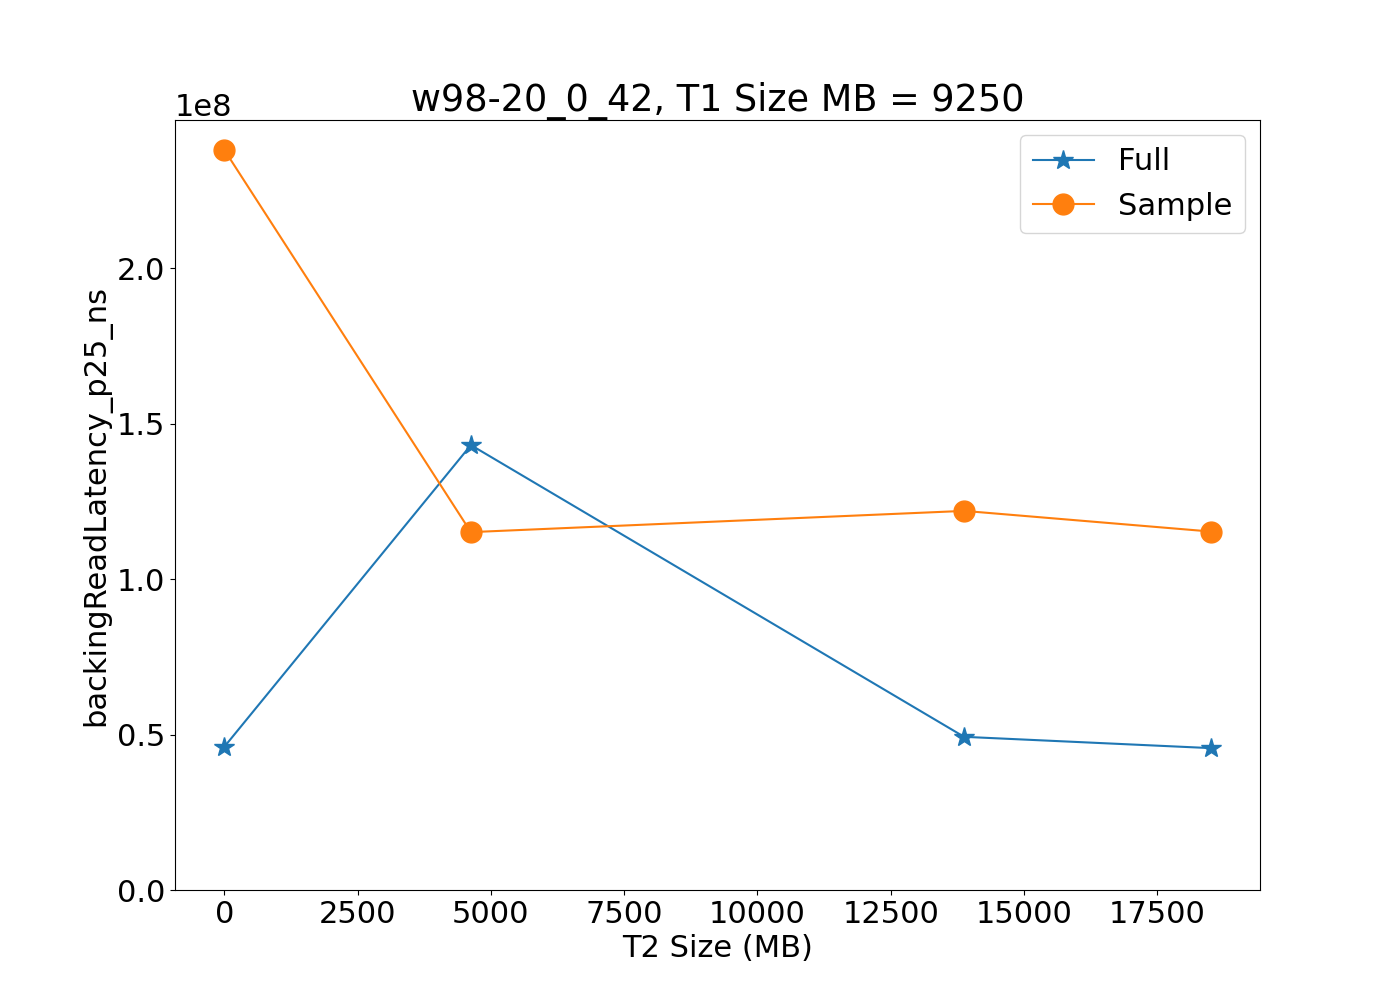 w98-20_0_42, T1 Size MB = 9250
1e8
Full
Sample
backingReadLatency_p25_ns
2.0
1.5
1.0
0.5
0.0
0 2500 5000 7500 10000 12500 15000 17500
T2 Size (MB)